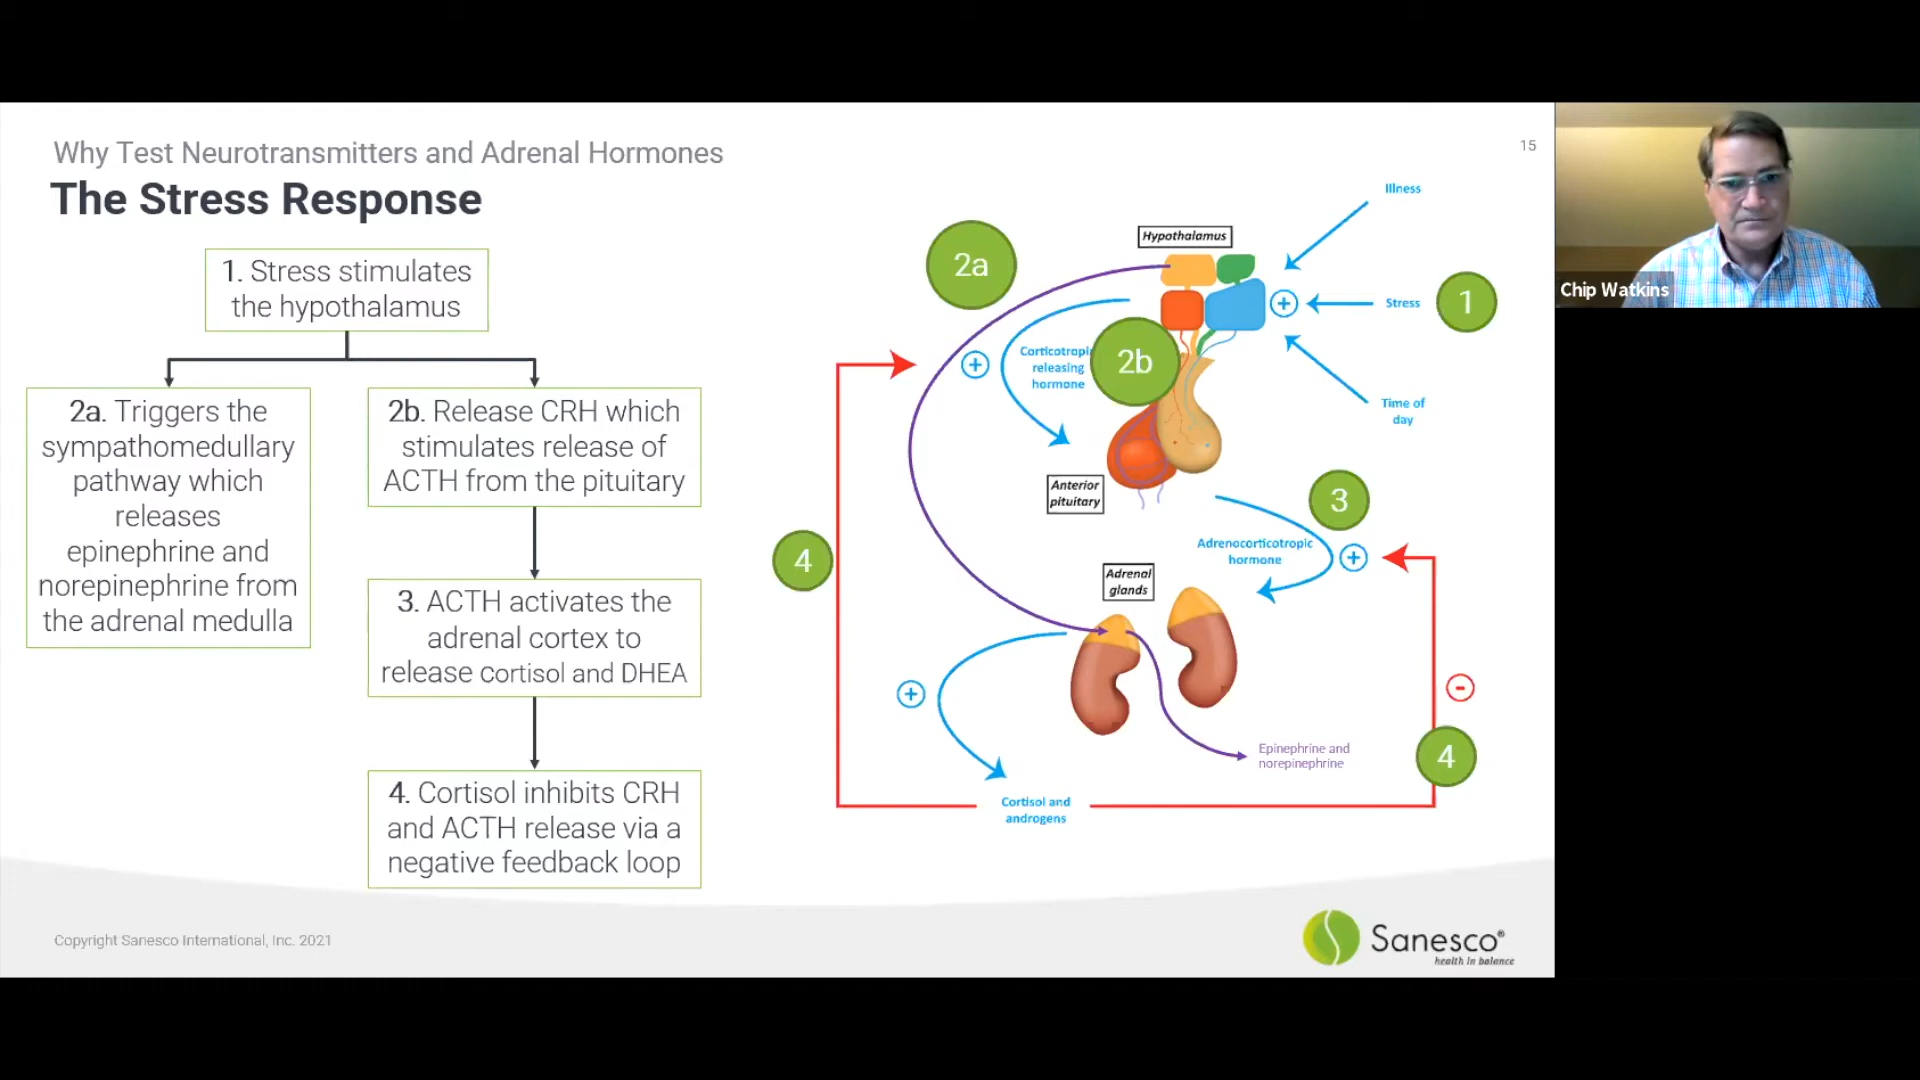 Why Test Neurotransmitters and Adrenal Hormones
The Stress Response
15
1. Stress stimulates
the hypothalamus
2a. Triggers the
sympathomedullary
pathway which
releases
epinephrine and
norepinephrine from
the adrenal medulla
2b. Release CRH which
stimulates release of
ACTH from the pituitary
3. ACTH activates the
adrenal cortex to
release cortisol and DHEA
4. Cortisol inhibits CRH
and ACTH release via a
negative feedback loop
Illness
Hypothalamus
2a
+
Stress
1
+
Corticotropi
releasing
hormone
2b
Time of
day
Anterior
pituitary
3
Adrenocorticotropic
hormone
+
4
Adrenal
glands
+
-
Epinephrine and
norepinephrine
4
Cortisol and
androgens
Copyright Sanesco International, Inc. 2021
Sanesco®
health in balance
Chip Watkins